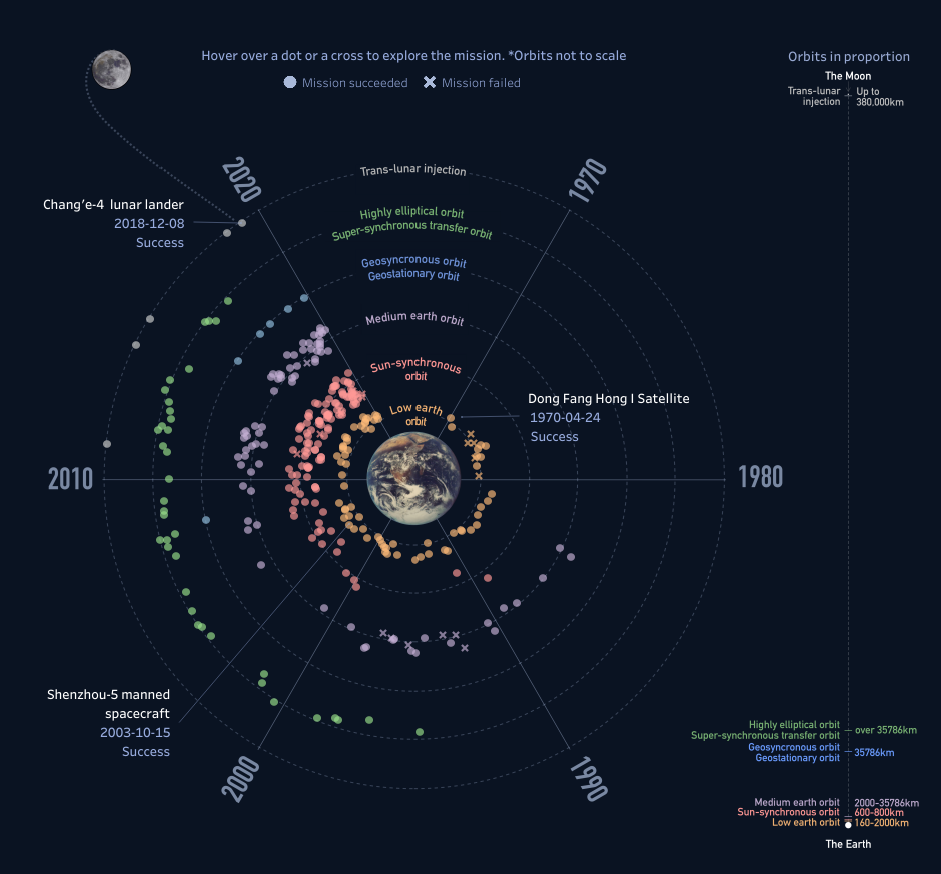 Hover over a dot or a cross to explore the mission. *Orbits not to scale
Mission succeeded
Mission failed
Orbits in proportion
The Moon
Trans-lunar
injection
Up to
380,000km
2020
1970
Trans-lunar injection
Chang'e-4 lunar lander
2018-12-08
Success
Highly elliptical orbit
Super-synchronous transfer orbit
Geosyncronous orbit
Geostationary orbit
Medium earth orbit
Sun-synchronous
orbit
Low earth
orbit
Dong Fang Hong I Satellite
1970-04-24
Success
2010
1980
Shenzhou-5 manned
spacecraft
2003-10-15
Success
2000
1990
Highly elliptical orbit
Super-synchronous transfer orbit
over 35786km
Geosyncronous orbit
Geostationary orbit
35786km
Medium earth orbit
2000-35786km
Sun-synchronous orbit
600-800km
Low earth orbit
160-2000km
The Earth